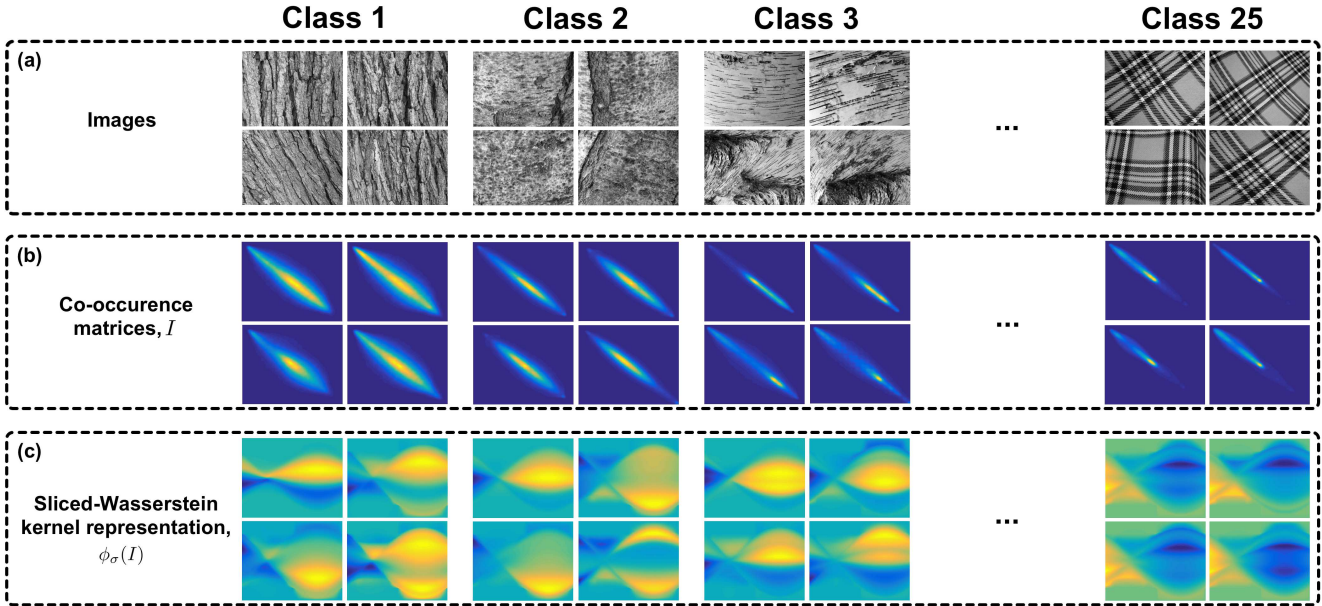 Class 1 Class 2 Class 3 Class 25
(a)
Images
...
(b)
Co-occurence
matrices, I
...
(c)
Sliced-Wasserstein
kernel representation,
ϕσ(I)
...